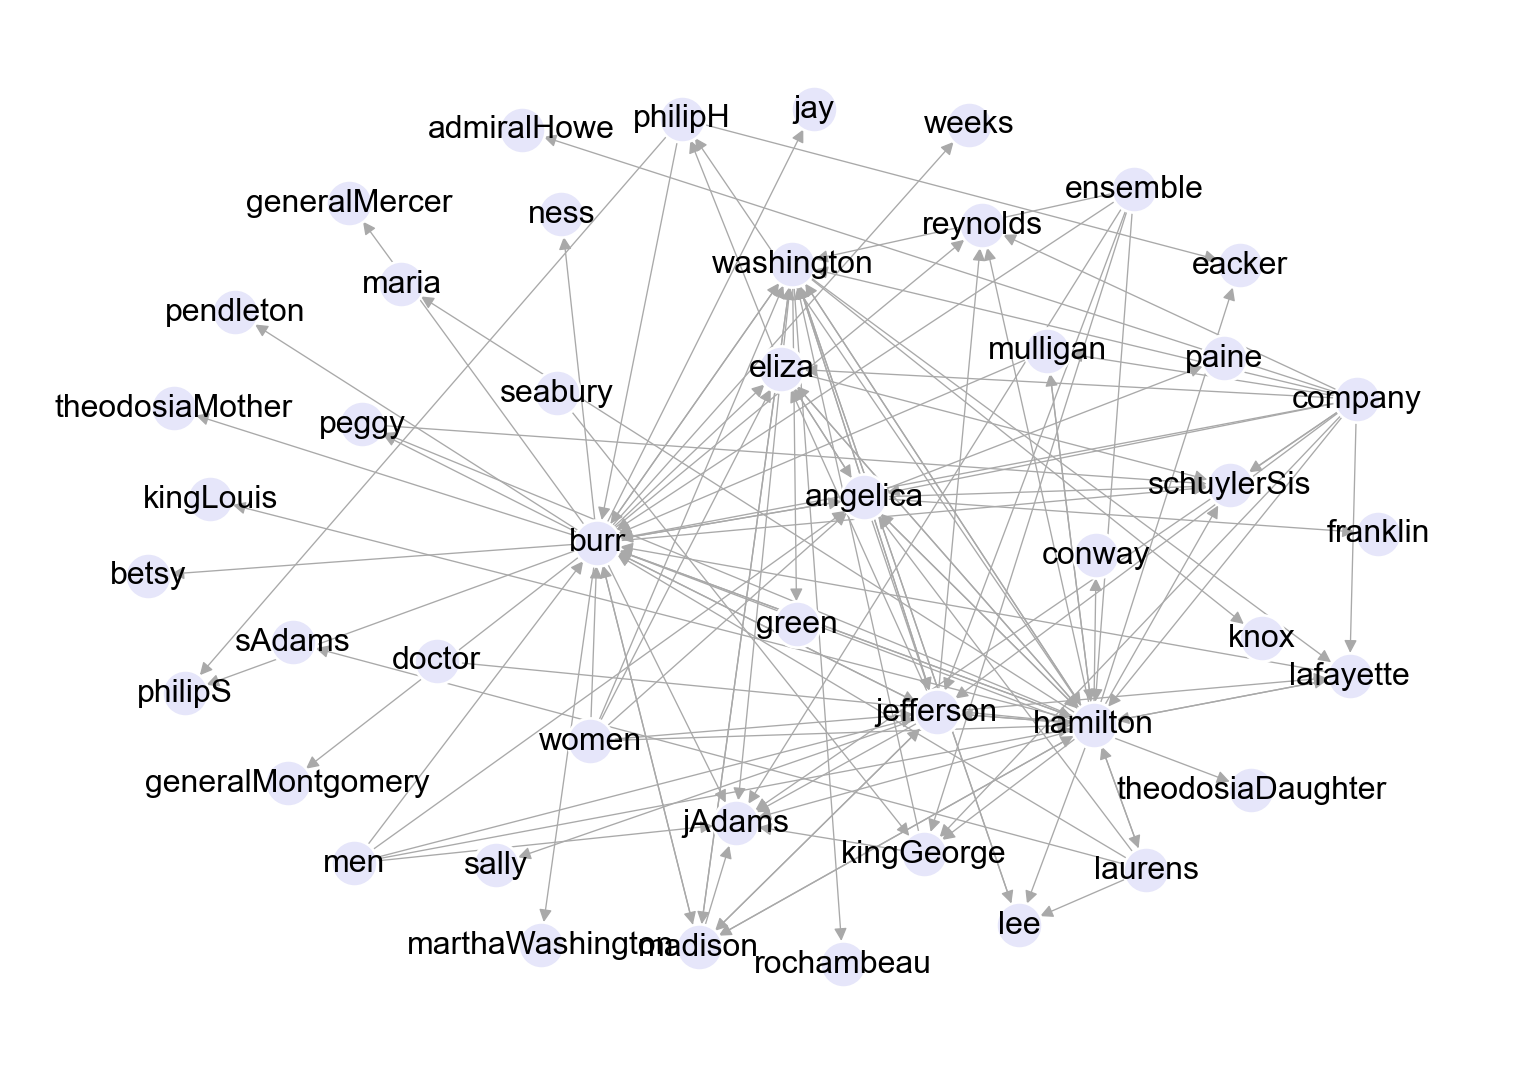 jay
philipH
weeks
admiralHowe
ensemble
generalMercer
ness
reynolds
washington
eacker
maria
pendleton
mulligan
paine
eliza
seabury
company
theodosiaMother
peggy
schuylerSis
angelica
kingLouis
franklin
burr
conway
betsy
green
knox
sAdams
doctor
lafayette
philipS
jefferson
hamilton
women
generalMontgomery
theodosiaDaughter
jAdams
kingGeorge
men
sally
laurens
lee
marthaWashington
madison
rochambeau